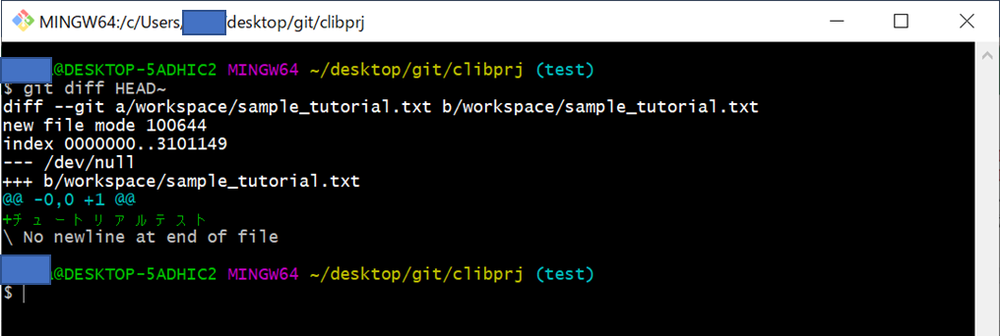 MINGW64:/c/Users/ desktop/git/clibprj
@DESKTOP-5ADHIC2 MINGW64 ~/desktop/git/clibprj (test)
$ git diff HEAD~
diff --git a/workspace/sample_tutorial.txt b/workspace/sample_tutorial.txt
new file mode 100644
index 0000000..3101149
--- /dev/null
+++ b/workspace/sample_tutorial.txt
@@ -0,0 +1 @@
+チュートリアルテスト
\ No newline at end of file
@DESKTOP-5ADHIC2 MINGW64 ~/desktop/git/clibprj (test)
$